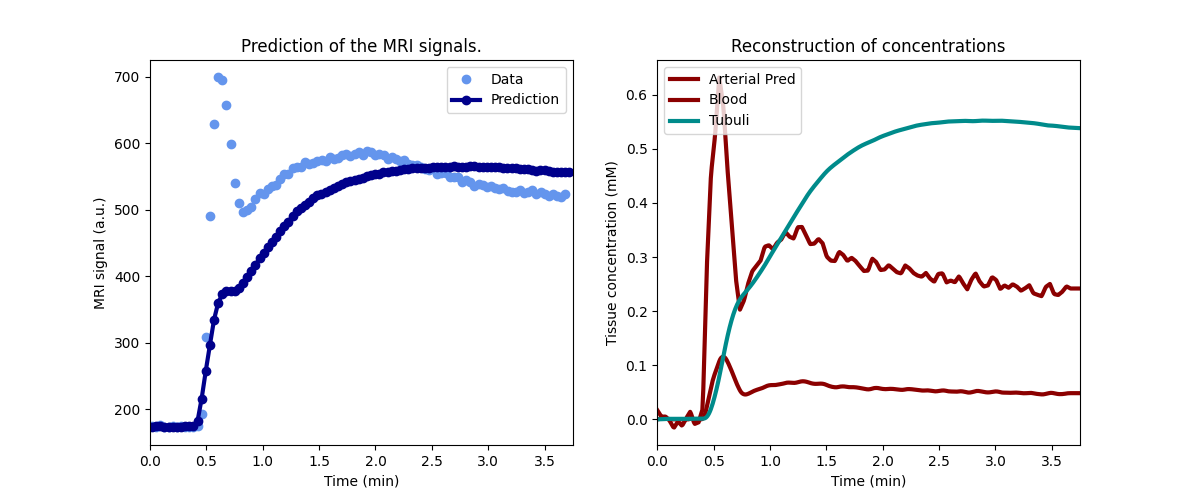 Prediction of the MRI signals.
MRI signal (a.u.)
700
600
500
400
300
200
0.0 0.5 1.0 1.5 2.0 2.5 3.0 3.5
Time (min)
Data
Prediction
Reconstruction of concentrations
Tissue concentration (mM)
0.6
0.5
0.4
0.3
0.2
0.1
0.0
0.0 0.5 1.0 1.5 2.0 2.5 3.0 3.5
Time (min)
Arterial Pred
Blood
Tubuli